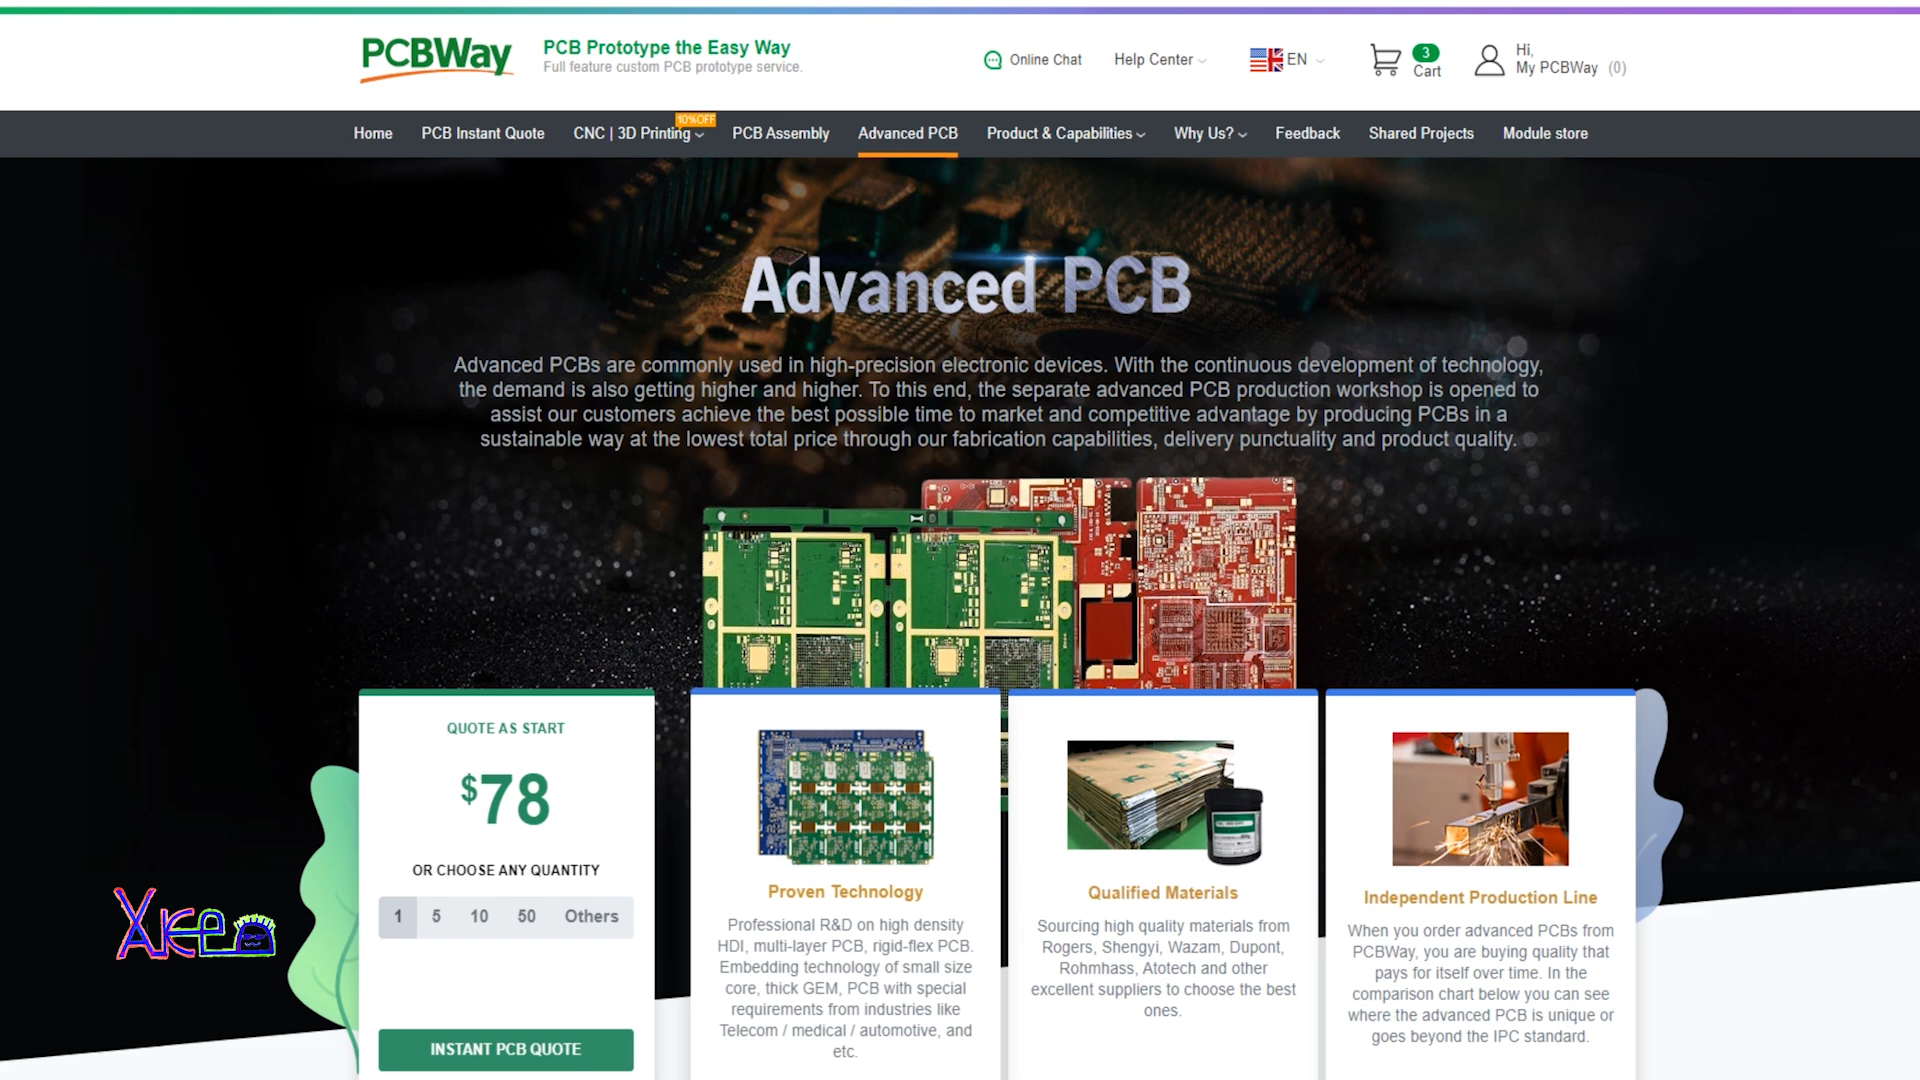 PCBWay
PCB Prototype the Easy Way
Full feature custom PCB prototype service.
Online Chat
Help Center
EN
3
Cart
Hi,
My PCBWay (0)
Home
PCB Instant Quote
CNC | 3D Printing
10%OFF
PCB Assembly
Advanced PCB
Product & Capabilities
Why Us?
Feedback
Shared Projects
Module store
Advanced PCB
Advanced PCBs are commonly used in high-precision electronic devices. With the continuous development of technology,
the demand is also getting higher and higher. To this end, the separate advanced PCB production workshop is opened to
assist our customers achieve the best possible time to market and competitive advantage by producing PCBs in a
sustainable way at the lowest total price through our fabrication capabilities, delivery punctuality and product quality.
QUOTE AS START
$78
OR CHOOSE ANY QUANTITY
1 5 10 50 Others
INSTANT PCB QUOTE
Proven Technology
Professional R&D on high density
HDI, multi-layer PCB, rigid-flex PCB.
Embedding technology of small size
core, thick GEM, PCB with special
requirements from industries like
Telecom / medical / automotive, and
etc.
Qualified Materials
Sourcing high quality materials from
Rogers, Shengyi, Wazam, Dupont,
Rohmhass, Atotech and other
excellent suppliers to choose the best
ones.
Independent Production Line
When you order advanced PCBs from
PCBWay, you are buying quality that
pays for itself over time. In the
comparison chart below you can see
where the advanced PCB is unique or
goes beyond the IPC standard.